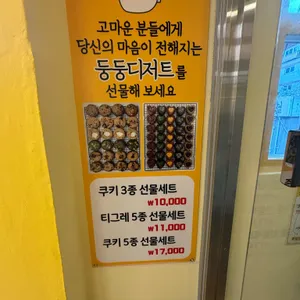 고마운 분들에게
당신의 마음이 전해지는
둥둥디저트를
선물해 보세요
쿠키 3종 선물세트
₩10,000
티그레 5종 선물세트
₩11,000
쿠키 5종 선물세트
₩17,000